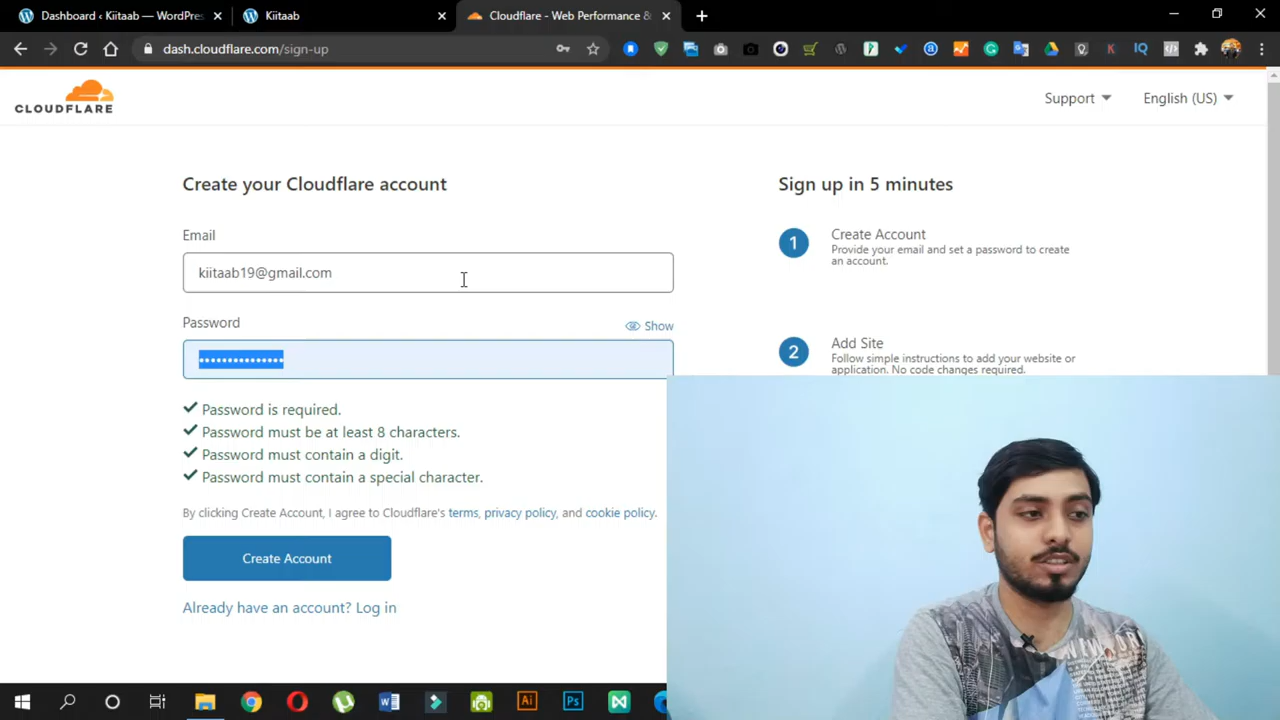 Dashboard ‹ Kiitaab — WordPres
Kiitaab
Cloudflare - Web Performance &
dash.cloudflare.com/sign-up
CLOUDFLARE
Support
English (US)
Create your Cloudflare account
Email
kiitaab19@gmail.com
Password
Show
••••••••••••••
Password is required.
Password must be at least 8 characters.
Password must contain a digit.
Password must contain a special character.
By clicking Create Account, I agree to Cloudflare's terms, privacy policy, and cookie policy.
Create Account
Already have an account? Log in
Sign up in 5 minutes
1
Create Account
Provide your email and set a password to create
an account.
2
Add Site
Follow simple instructions to add your website or
application. No code changes required.